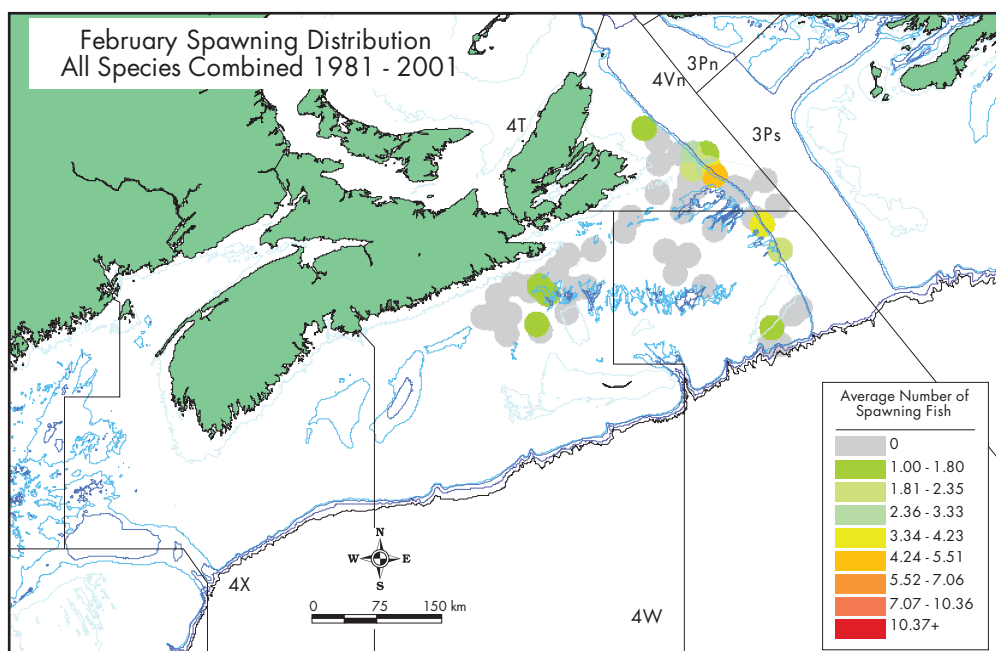 February Spawning Distribution
All Species Combined 1981 - 2001
3Pn
4Vn
4T
3Ps
4X
4W
N
W E
S
0 75 150 km
Average Number of
Spawning Fish
0
1.00 - 1.80
1.81 - 2.35
2.36 - 3.33
3.34 - 4.23
4.24 - 5.51
5.52 - 7.06
7.07 - 10.36
10.37+